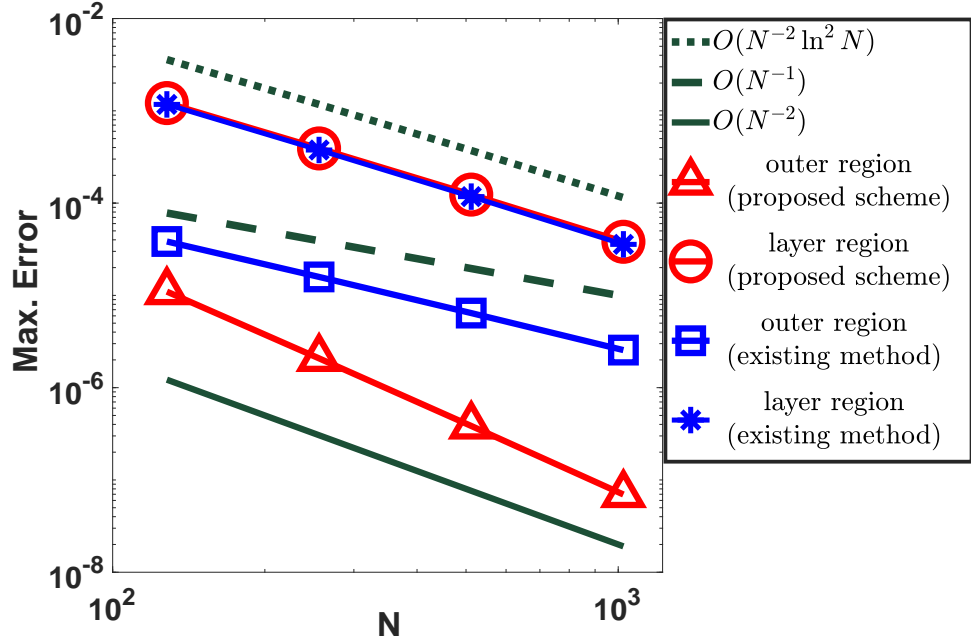 10^-2
10^-4
10^-6
10^-8
10^2
10^3
Max. Error
N
O(N^{-2} ln^2 N)
O(N^{-1})
O(N^{-2})
outer region
(proposed scheme)
layer region
(proposed scheme)
outer region
(existing method)
layer region
(existing method)